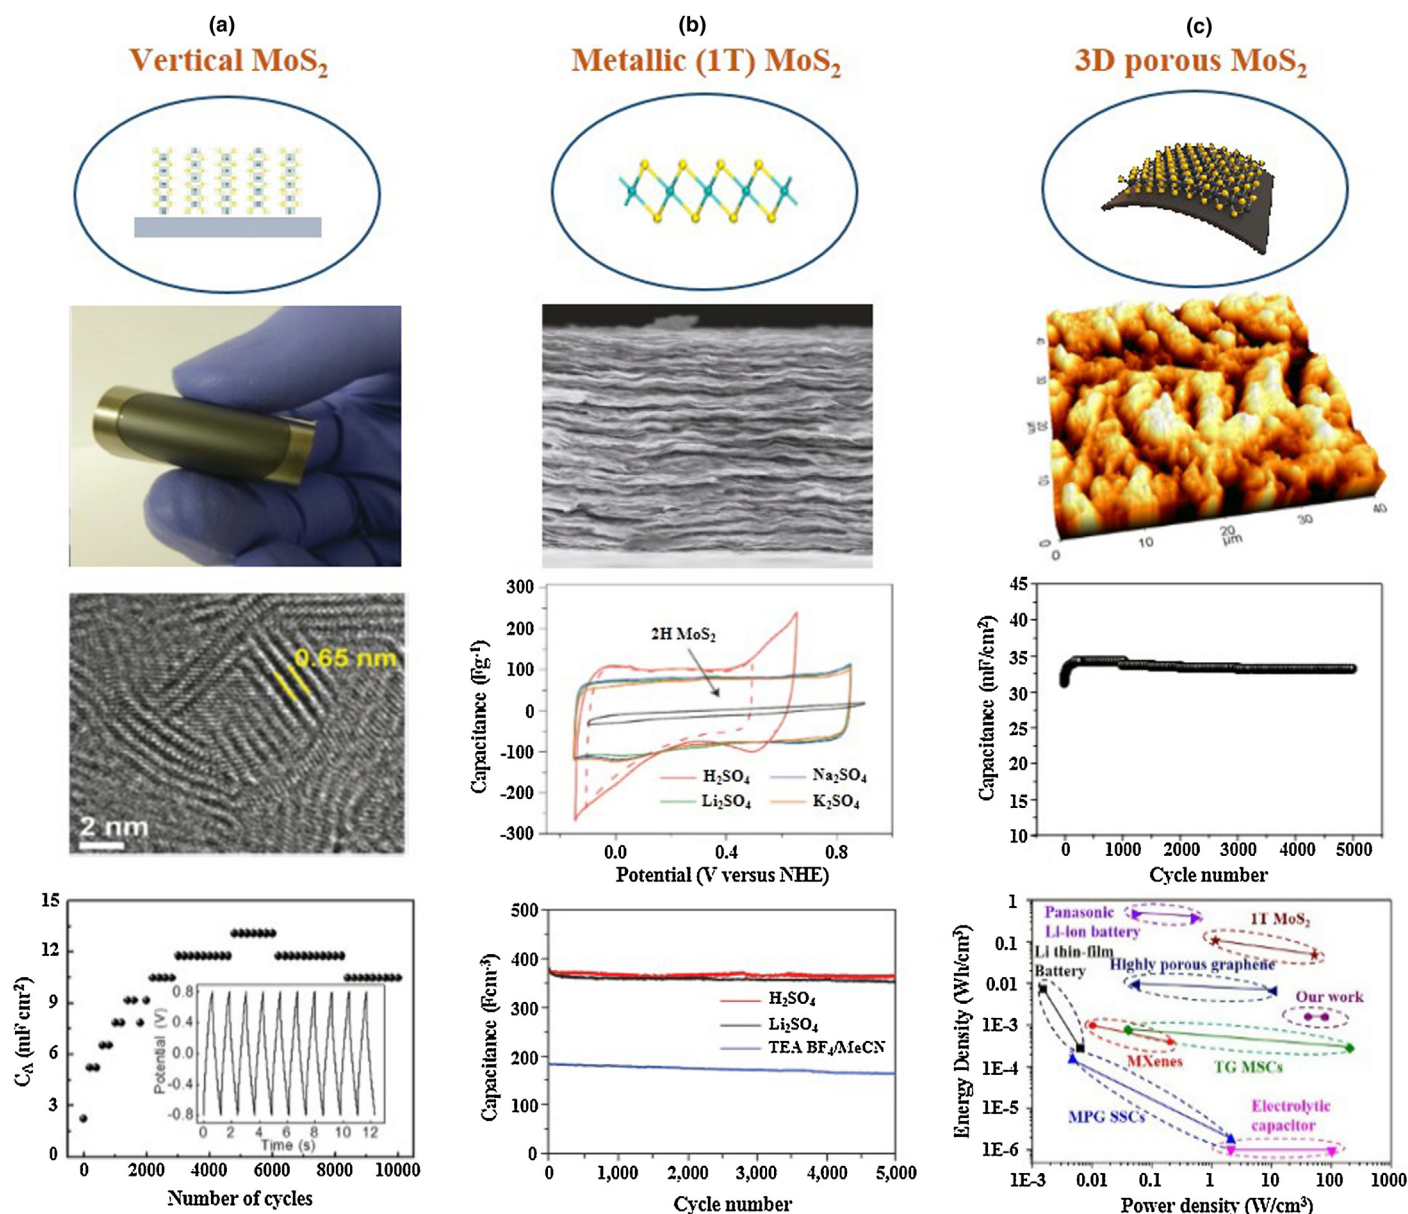 (a)
Vertical MoS₂
(b)
Metallic (1T) MoS₂
(c)
3D porous MoS₂
0.65 nm
2 nm
15
12
9
6
3
0
C_A (mF cm²)
0 2000 4000 6000 8000 10000
Number of cycles
0.8
0.4
0.0
-0.4
-0.8
Potential (V)
0 2 4 6 8 10 12
Time (s)
300
200
100
0
-100
-200
-300
Capacitance (Fg⁻¹)
2H MoS₂
H₂SO₄
Na₂SO₄
Li₂SO₄
K₂SO₄
0.0 0.4 0.8
Potential (V versus NHE)
500
400
300
200
100
0
Capacitance (Fcm⁻³)
H₂SO₄
Li₂SO₄
TEA BF₄/MeCN
0 1,000 2,000 3,000 4,000 5,000
Cycle number
0
10
20
30
40
µm
0
10
45
40
35
30
25
20
15
10
Capacitance (mF/cm²)
0 1000 2000 3000 4000 5000
Cycle number
1
0.1
0.01
1E-3
1E-4
1E-5
1E-6
Energy Density (Wh/cm³)
Panasonic
Li-ion battery
1T MoS₂
Li thin-film
Battery
Highly porous graphene
Our work
MXenes
TG MSCs
MPG SSCs
Electrolytic
capacitor
1E-3 0.01 0.1 1 10 100 1000
Power density (W/cm³)